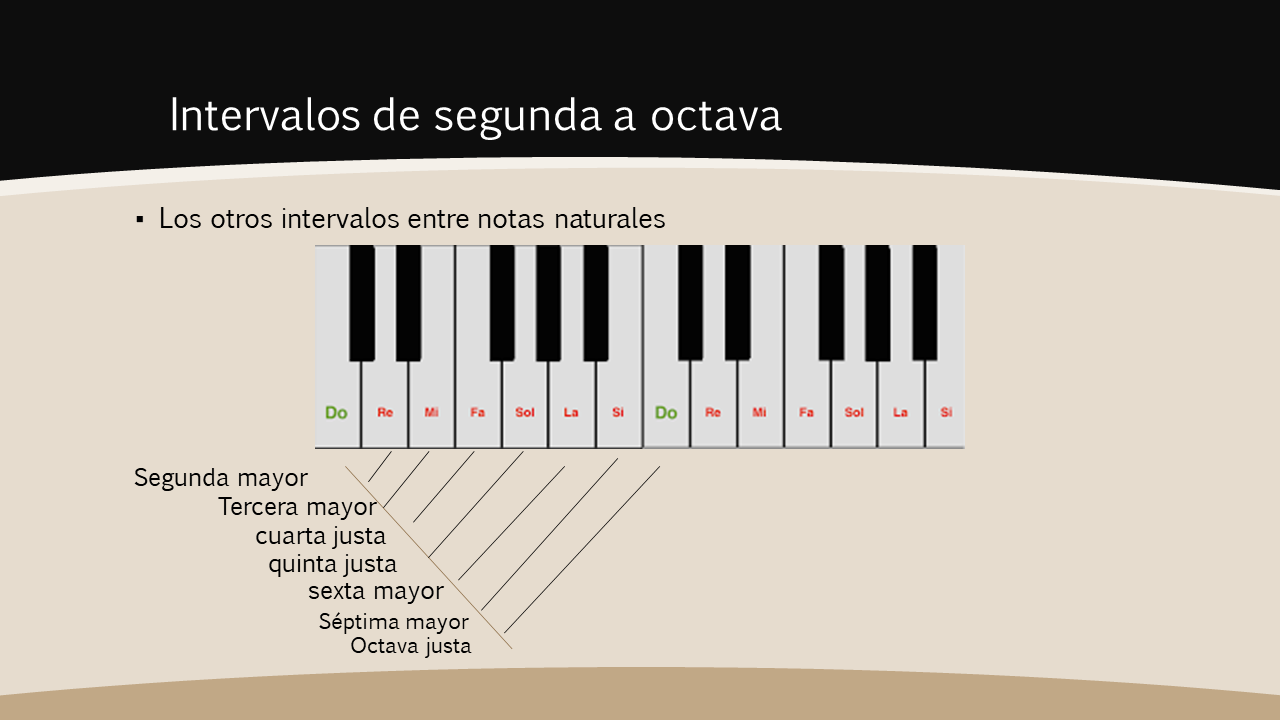 Intervalos de segunda a octava
▪ Los otros intervalos entre notas naturales
Do Re Mi Fa Sol La Si Do Re Mi Fa Sol La Si
Segunda mayor
Tercera mayor
cuarta justa
quinta justa
sexta mayor
Séptima mayor
Octava justa